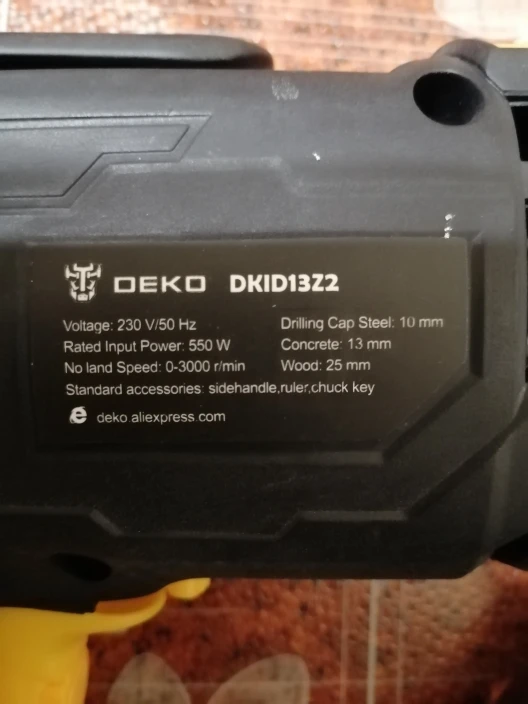 DEKO DKID13Z2
Voltage: 230 V/50 Hz
Rated Input Power: 550 W
No land Speed: 0-3000 r/min
Drilling Cap Steel: 10 mm
Concrete: 13 mm
Wood: 25 mm
Standard accessories: sidehandle,ruler,chuck key
deko.aliexpress.com